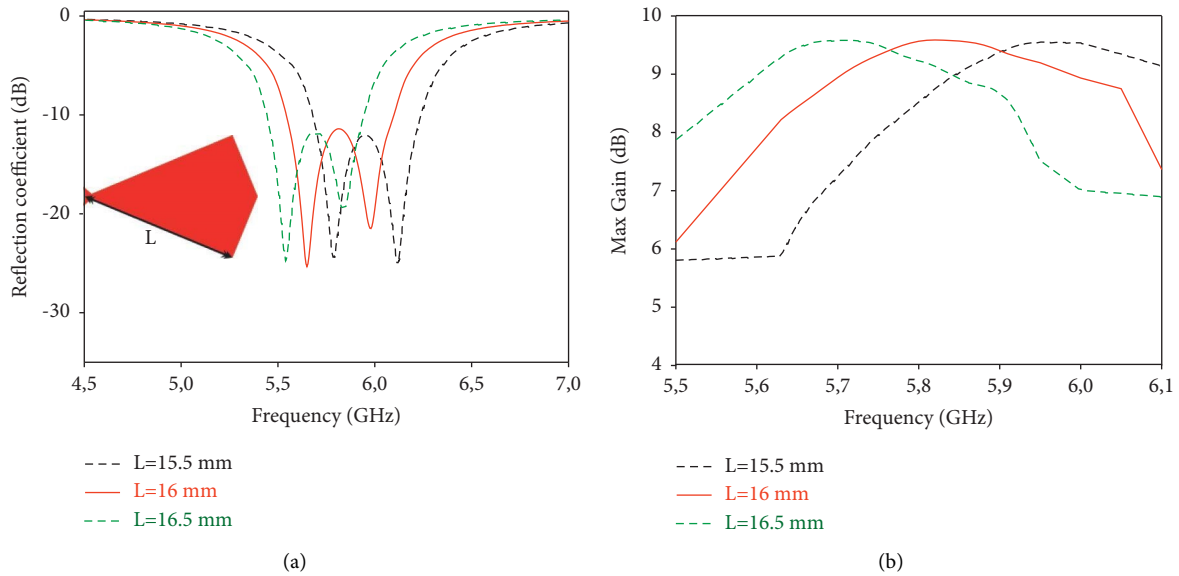 0
-10
-20
-30
Reflection coefficient (dB)
L
4,5 5,0 5,5 6,0 6,5 7,0
Frequency (GHz)
L=15.5 mm
L=16 mm
L=16.5 mm
(a)
10
9
8
7
6
5
4
Max Gain (dB)
5,5 5,6 5,7 5,8 5,9 6,0 6,1
Frequency (GHz)
L=15.5 mm
L=16 mm
L=16.5 mm
(b)